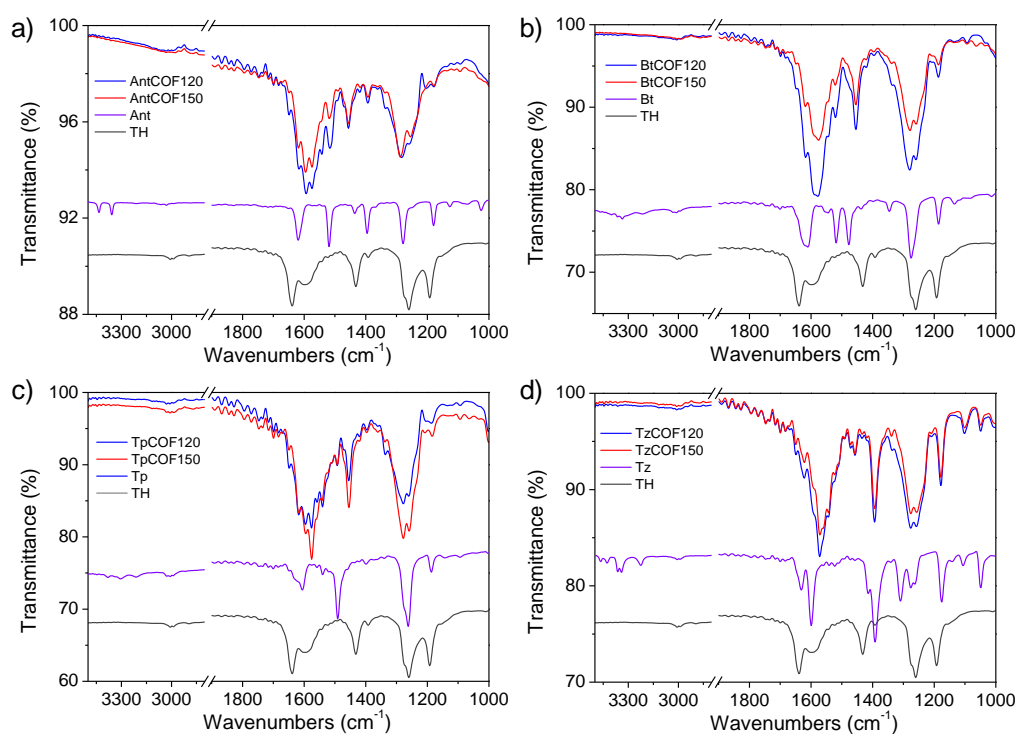 a)
100
96
92
88
Transmittance (%)
AntCOF120
AntCOF150
Ant
TH
3300 3000 1800 1600 1400 1200 1000
Wavenumbers (cm⁻¹)
b)
100
90
80
70
Transmittance (%)
BtCOF120
BtCOF150
Bt
TH
3300 3000 1800 1600 1400 1200 1000
Wavenumbers (cm⁻¹)
c)
100
90
80
70
60
Transmittance (%)
TpCOF120
TpCOF150
Tp
TH
3300 3000 1800 1600 1400 1200 1000
Wavenumbers (cm⁻¹)
d)
100
90
80
70
Transmittance (%)
TzCOF120
TzCOF150
Tz
TH
3300 3000 1800 1600 1400 1200 1000
Wavenumbers (cm⁻¹)